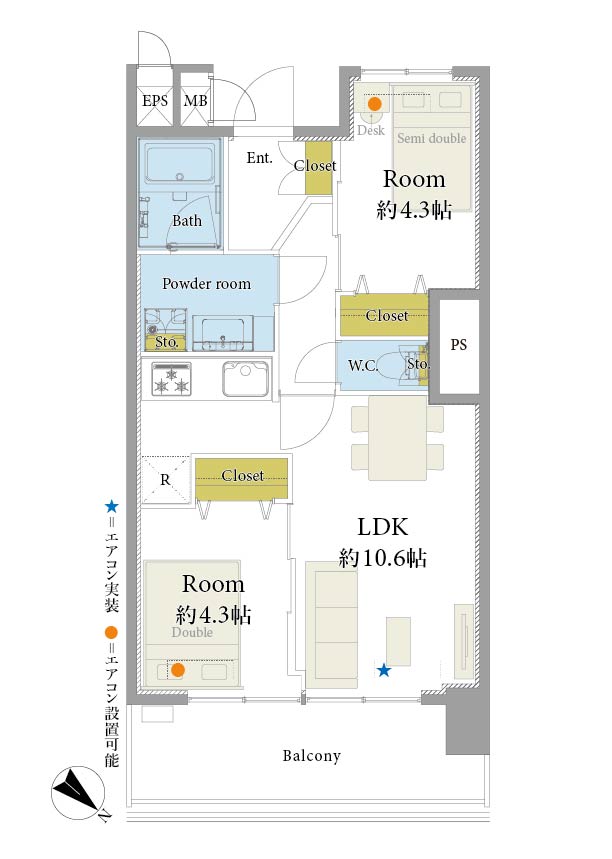 EPS
MB
Ent.
Closet
Desk
Semi double
Room
約4.3帖
Bath
Powder room
Sto.
Closet
W.C.
Sto.
PS
R
Closet
LDK
約10.6帖
Room
約4.3帖
Double
★=エアコン実装 ●=エアコン設置可能
Balcony
N